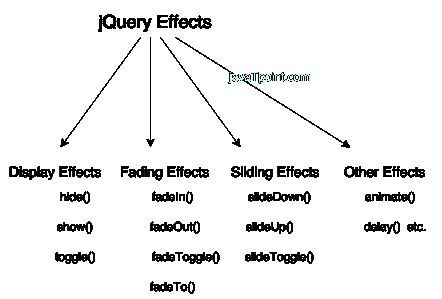 jQuery Effects
javatpoint.com
Display Effects
hide()
show()
toggle()
Fading Effects
fadeIn()
fadeOut()
fadeToggle()
fadeTo()
Sliding Effects
slideDown()
slideUp()
slideToggle()
Other Effects
animate()
delay() etc.